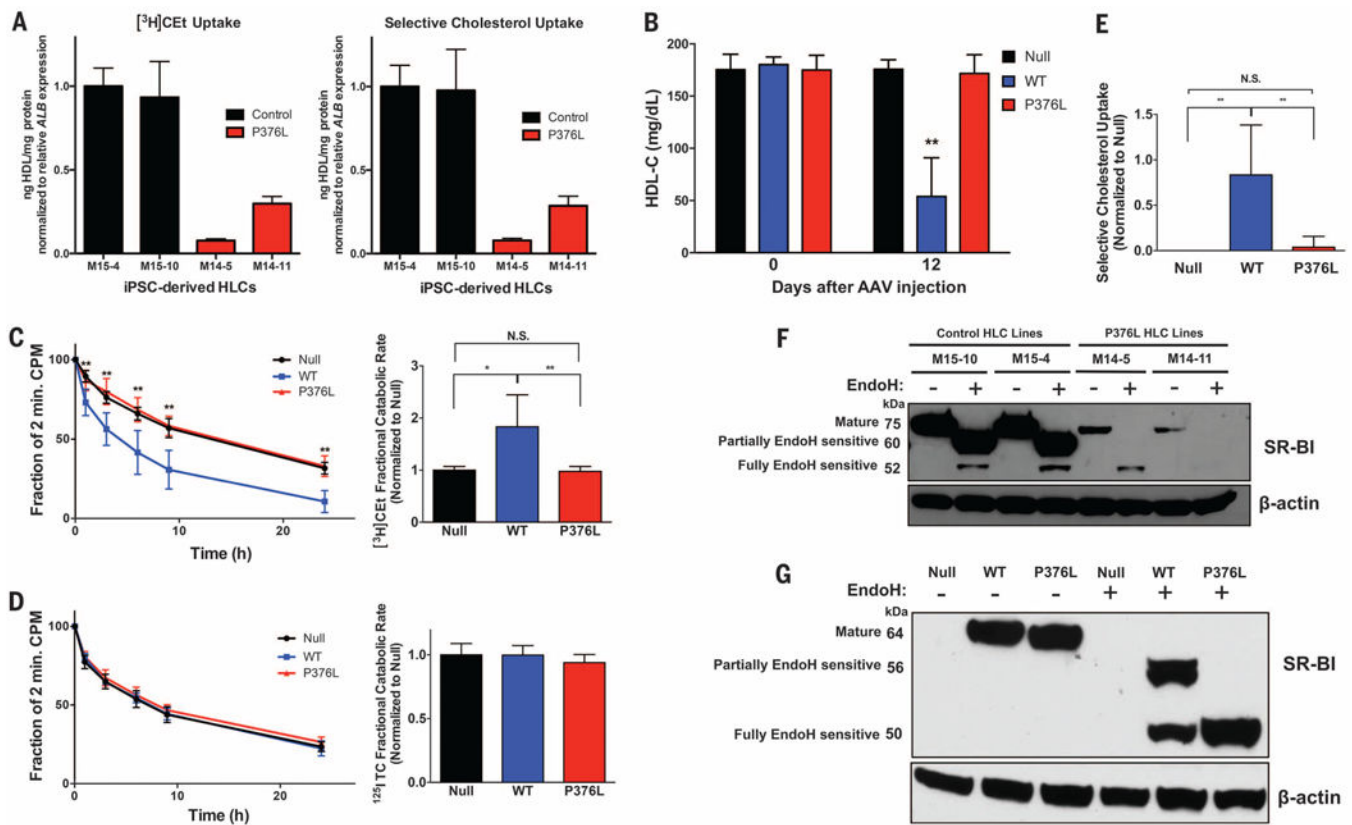 A
[³H]CEt Uptake
ng HDL/mg protein
normalized to relative ALB expression
1.0
0.5
0.0
Control
P376L
M15-4 M15-10 M14-5 M14-11
iPSC-derived HLCs
Selective Cholesterol Uptake
ng HDL/mg protein
normalized to relative ALB expression
1.0
0.5
0.0
Control
P376L
M15-4 M15-10 M14-5 M14-11
iPSC-derived HLCs
B
HDL-C (mg/dL)
200
150
100
50
0
**
Null
WT
P376L
0 12
Days after AAV injection
E
Selective Cholesterol Uptake
(Normalized to Null)
1.5
1.0
0.5
0.0
N.S.
** **
Null WT P376L
C
Fraction of 2 min. CPM
100
50
0
** ** ** ** **
Null
WT
P376L
0 10 20
Time (h)
[³H]CEt Fractional Catabolic Rate
(Normalized to Null)
3
2
1
0
N.S.
* **
Null WT P376L
D
Fraction of 2 min. CPM
100
50
0
Null
WT
P376L
0 10 20
Time (h)
¹²⁵I TC Fractional Catabolic Rate
(Normalized to Null)
1.0
0.5
0.0
Null WT P376L
F
Control HLC Lines P376L HLC Lines
M15-10 M15-4 M14-5 M14-11
EndoH: - + - + - + - +
kDa
Mature 75
Partially EndoH sensitive 60
Fully EndoH sensitive 52
SR-BI
β-actin
G
Null WT P376L Null WT P376L
EndoH: - - - + + +
kDa
Mature 64
Partially EndoH sensitive 56
Fully EndoH sensitive 50
SR-BI
β-actin